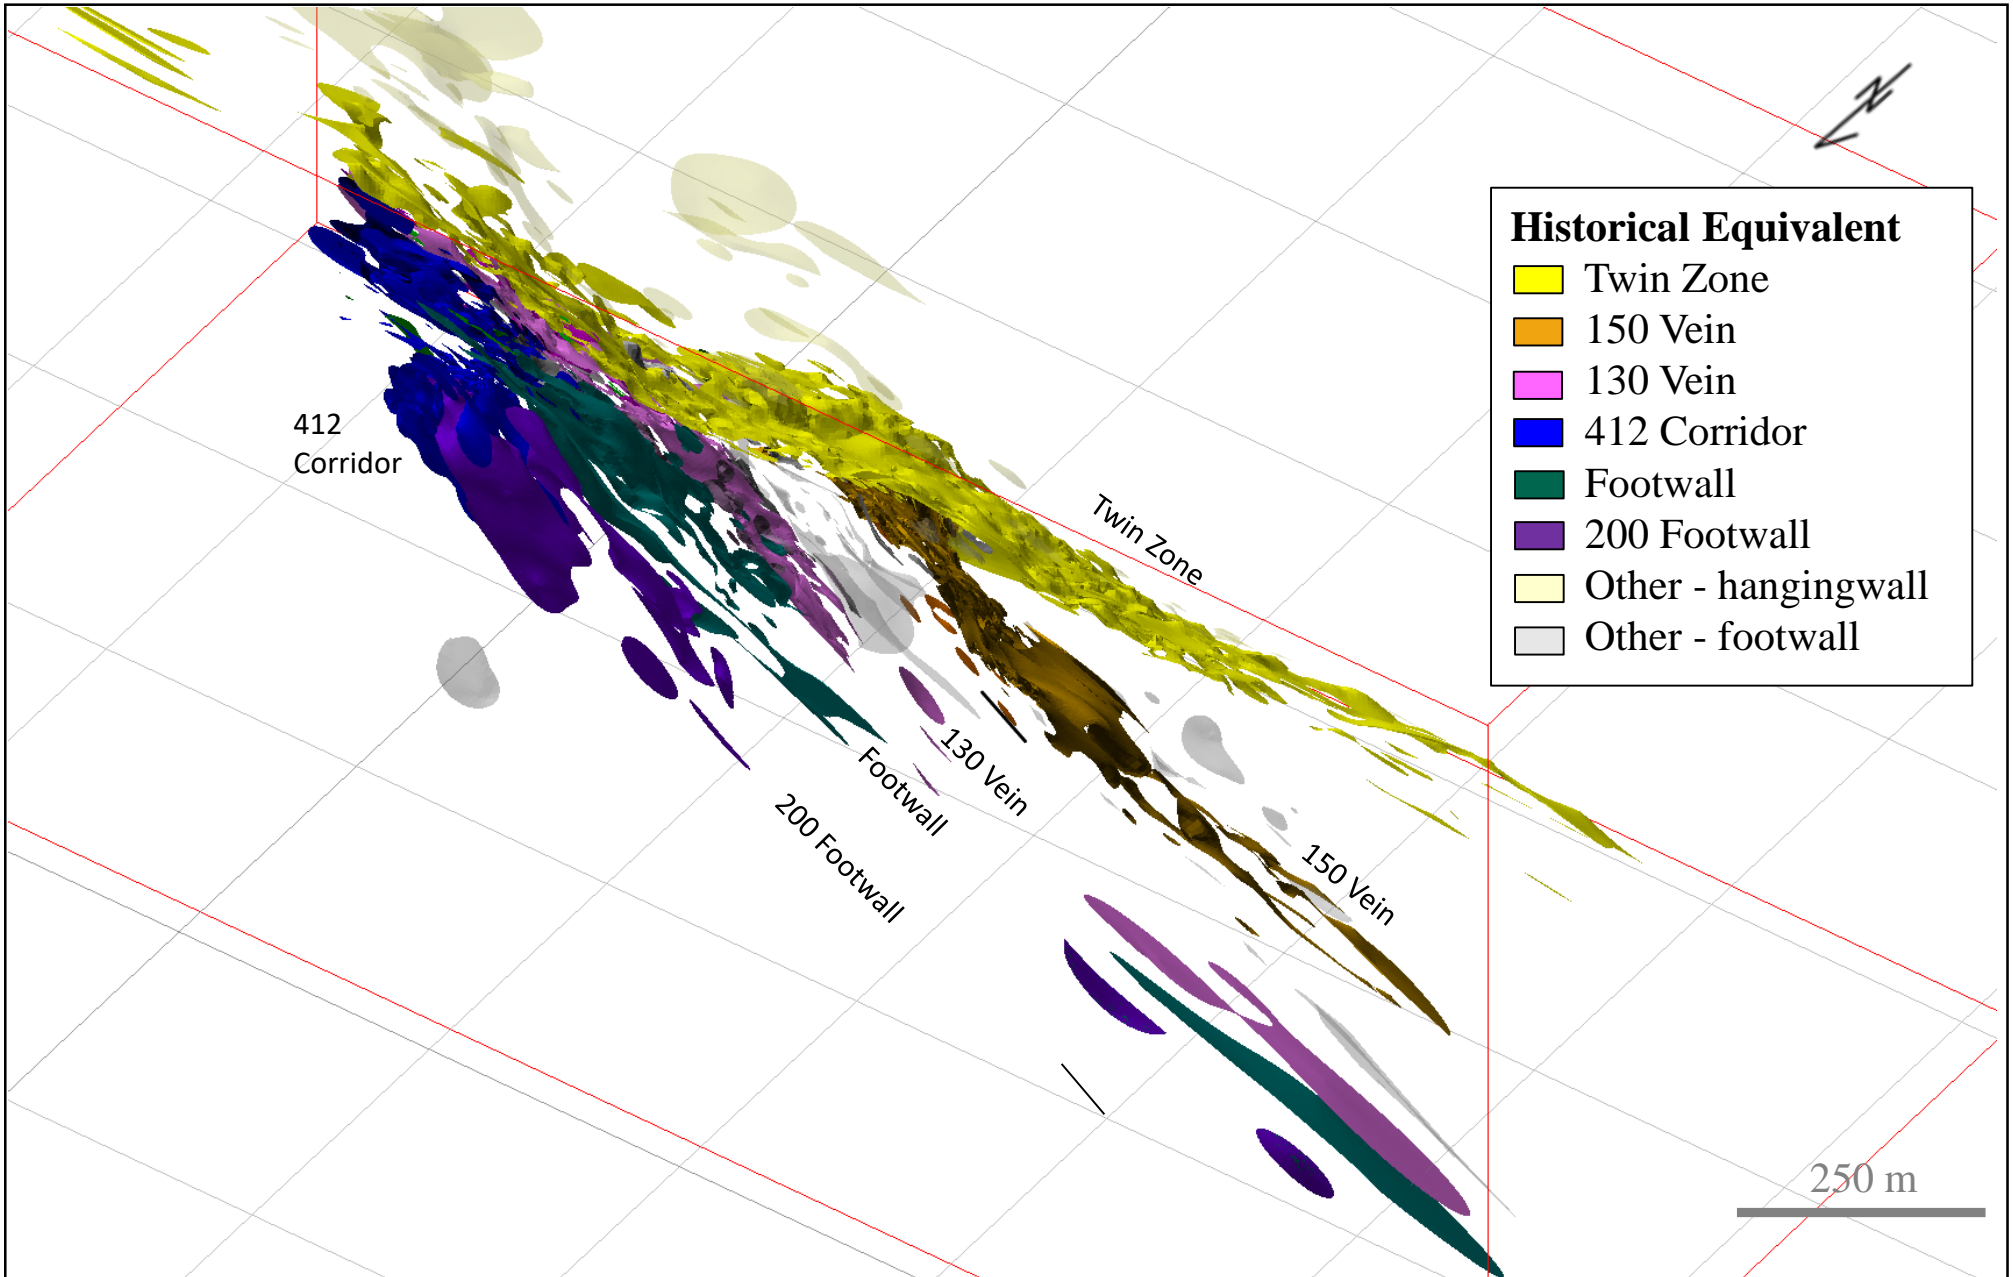 N
Historical Equivalent
Twin Zone
150 Vein
130 Vein
412 Corridor
Footwall
200 Footwall
Other - hangingwall
Other - footwall
412
Corridor
Twin Zone
130 Vein
Footwall
200 Footwall
150 Vein
250 m